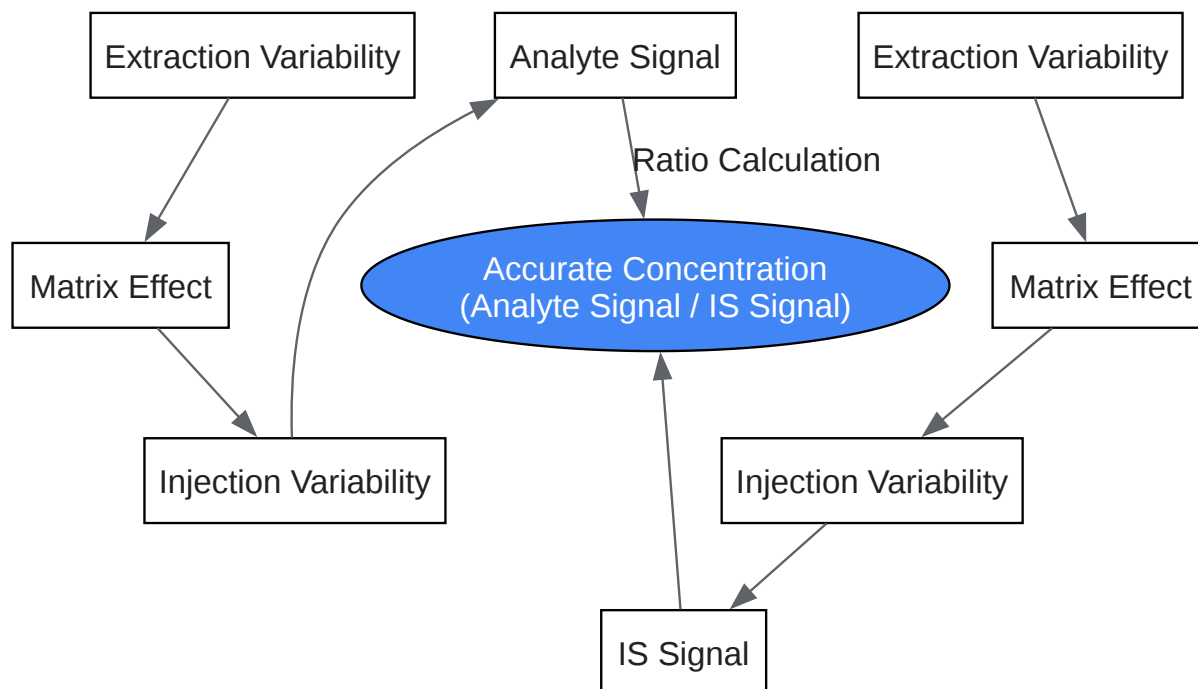 Extraction Variability
Analyte Signal
Extraction Variability
Ratio Calculation
Matrix Effect
Accurate Concentration
(Analyte Signal / IS Signal)
Matrix Effect
Injection Variability
Injection Variability
IS Signal